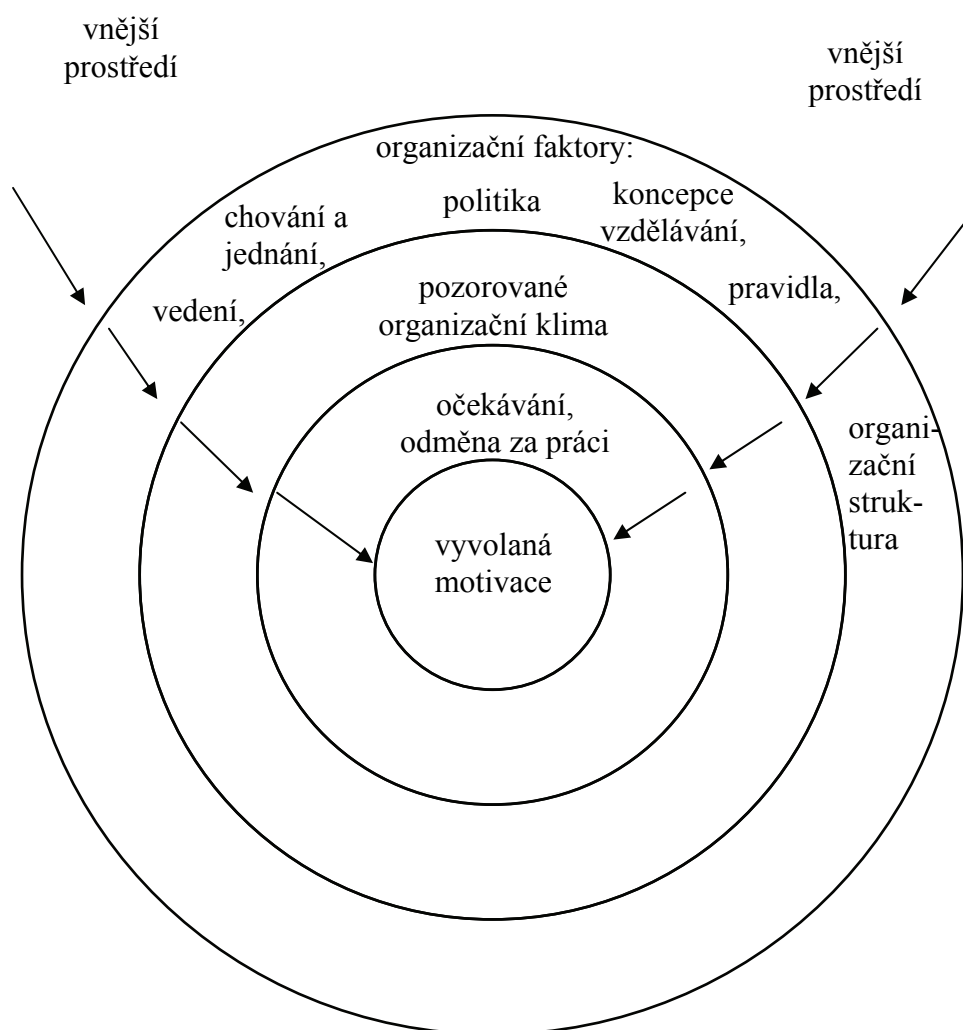 vnější
prostředí
vnější
prostředí
organizační faktory:
chování a
jednání,
politika
koncepce
vzdělávání,
vedení,
pravidla,
pozorované
organizační klima
očekávání,
odměna za práci
organi-
zační
struk-
tura
vyvolaná
motivace